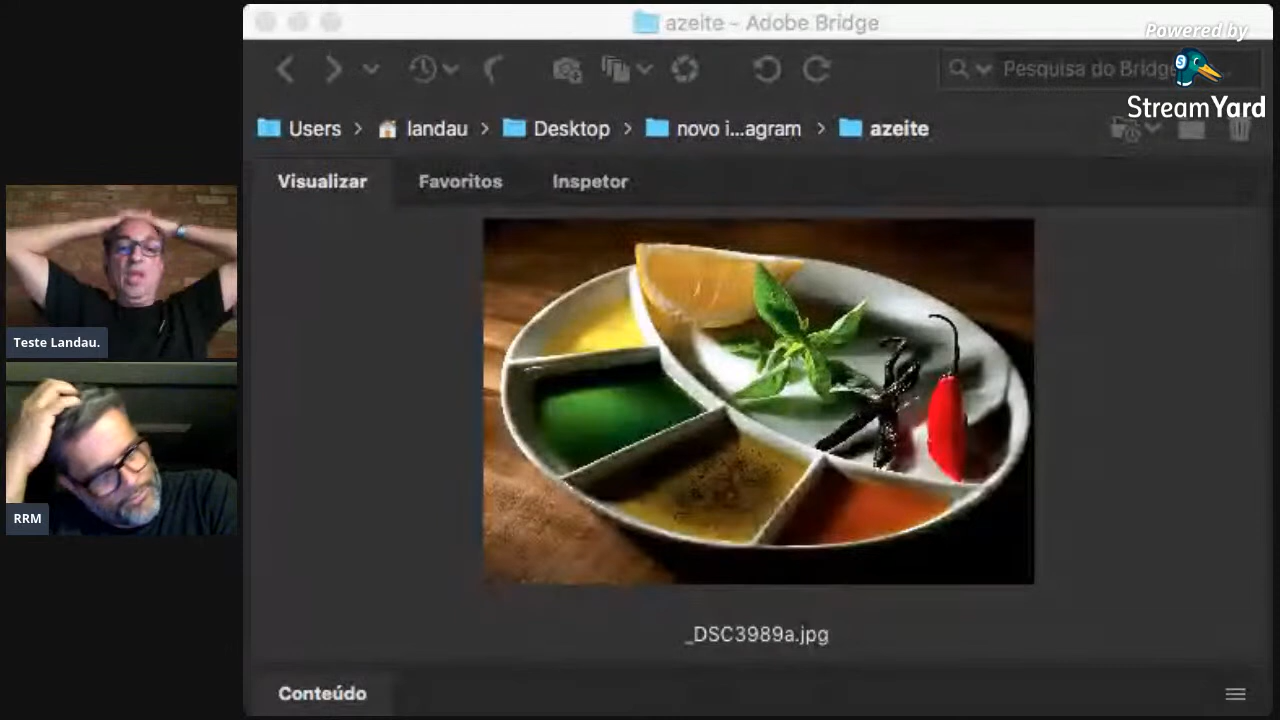 azeite – Adobe Bridge
Powered by
StreamYard
Pesquisa do Bridge
Users > landau > Desktop > novo i...agram > azeite
Visualizar Favoritos Inspetor
Teste Landau.
RRM
_DSC3989a.jpg
Conteúdo